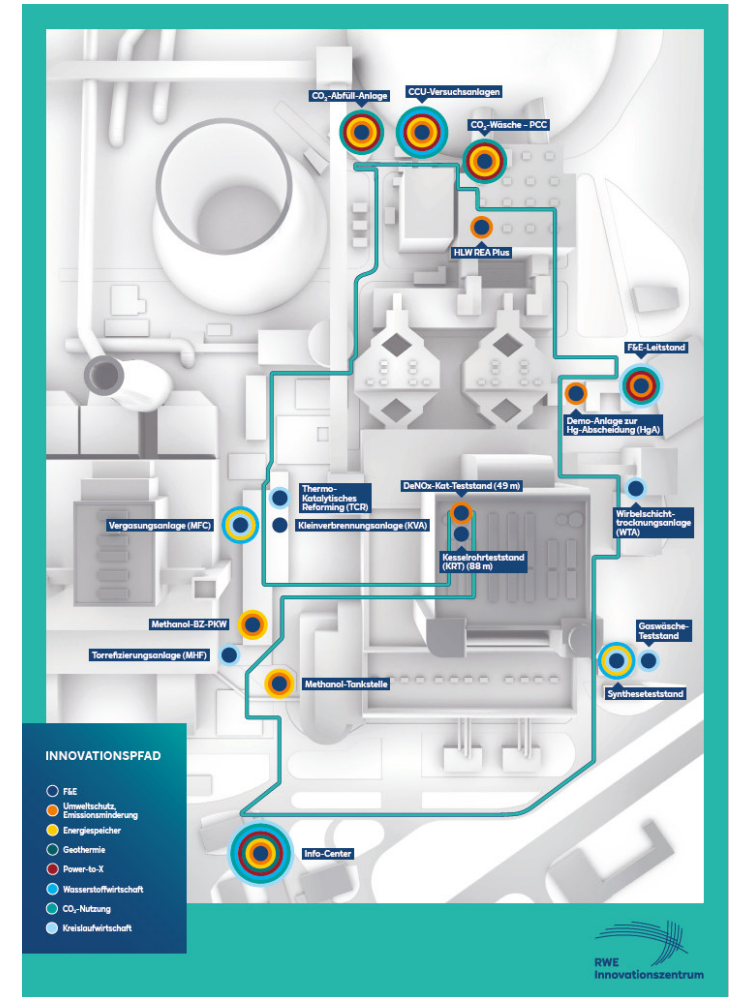 CO₂-Abfüll-Anlage
CCU-Versuchsanlagen
CO₂-Wäsche – PCC
HLW REA Plus
F&E-Leitstand
Demo-Anlage zur
Hg-Abscheidung (HgA)
DeNOx-Kat-Teststand (49 m)
Thermo-
Katalytisches
Reforming (TCR)
Vergasungsanlage (MFC)
Kleinverbrennungsanlage (KVA)
Wirbelschicht-
trocknungsanlage
(WTA)
Kesselrohrteststand
(KRT) (88 m)
Methanol-BZ-PKW
Gaswäsche-
Teststand
Torrefizierungsanlage (MHF)
Methanol-Tankstelle
Syntheseteststand
INNOVATIONSPFAD
F&E
Umweltschutz,
Emissionsminderung
Energiespeicher
Geothermie
Power-to-X
Wasserstoffwirtschaft
CO₂-Nutzung
Kreislaufwirtschaft
Info-Center
RWE
Innovationszentrum